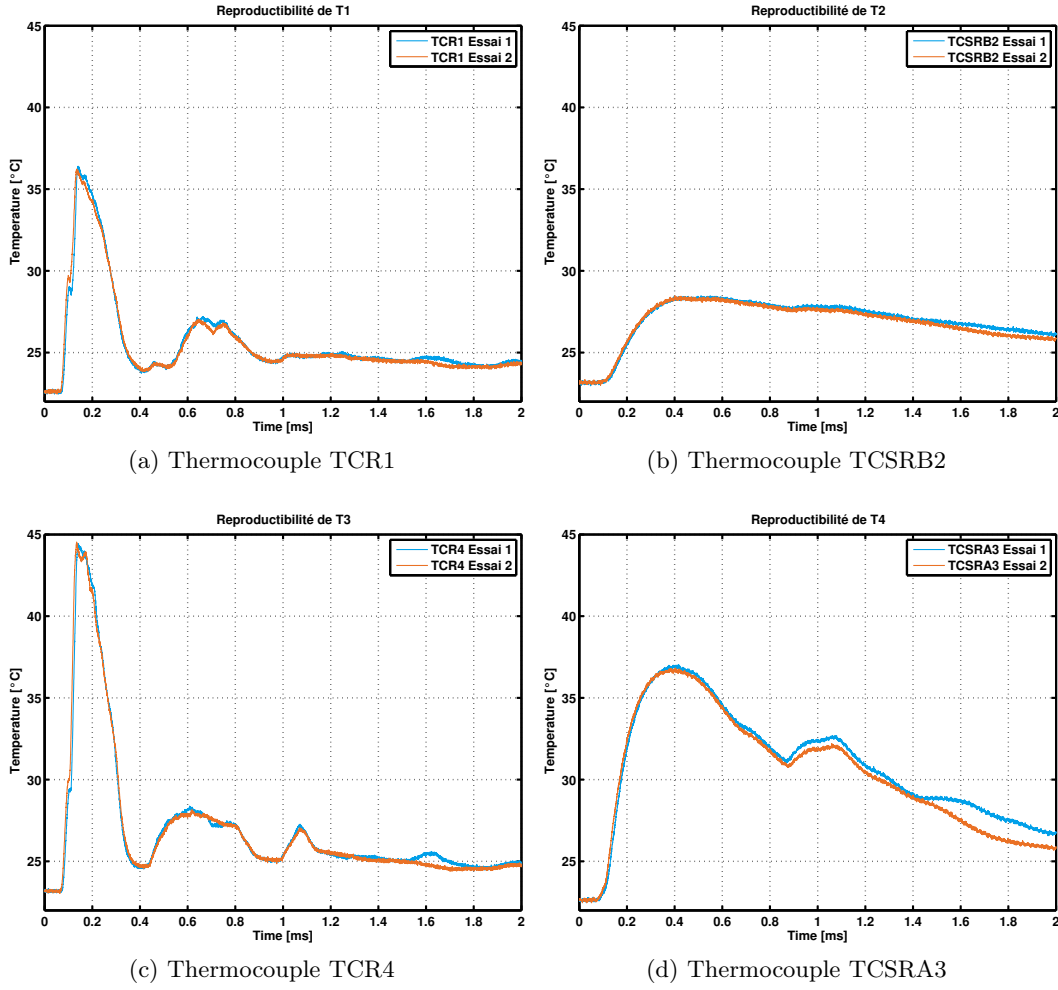 Reproductibilité de T1
TCR1 Essai 1
TCR1 Essai 2
Temperature [°C]
45
40
35
30
25
0
0.2
0.4
0.6
0.8
1
1.2
1.4
1.6
1.8
2
Time [ms]
(a) Thermocouple TCR1
Reproductibilité de T2
TCSRB2 Essai 1
TCSRB2 Essai 2
Temperature [°C]
45
40
35
30
25
0
0.2
0.4
0.6
0.8
1
1.2
1.4
1.6
1.8
2
Time [ms]
(b) Thermocouple TCSRB2
Reproductibilité de T3
TCR4 Essai 1
TCR4 Essai 2
Temperature [°C]
45
40
35
30
25
0
0.2
0.4
0.6
0.8
1
1.2
1.4
1.6
1.8
2
Time [ms]
(c) Thermocouple TCR4
Reproductibilité de T4
TCSRA3 Essai 1
TCSRA3 Essai 2
Temperature [°C]
45
40
35
30
25
0
0.2
0.4
0.6
0.8
1
1.2
1.4
1.6
1.8
2
Time [ms]
(d) Thermocouple TCSRA3